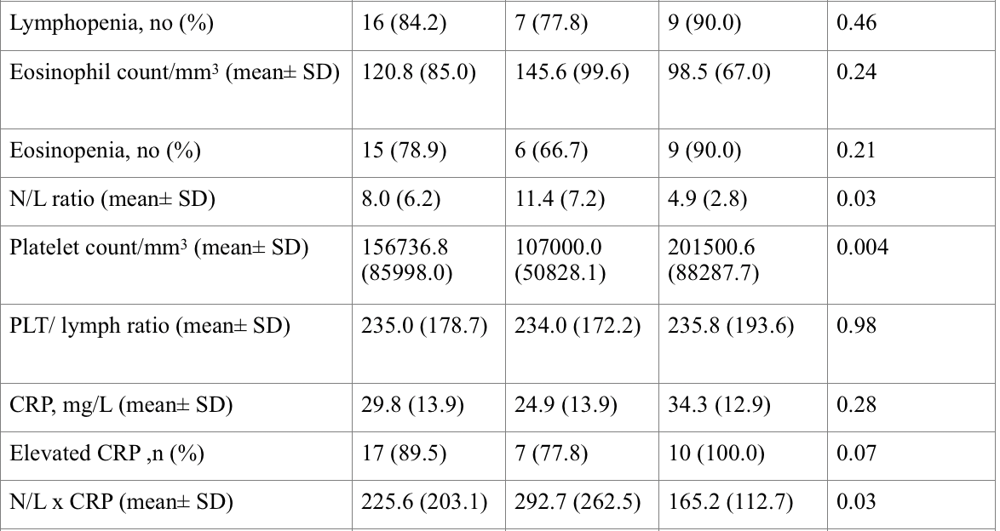 Lymphopenia, no (%) 16 (84.2) 7 (77.8) 9 (90.0) 0.46
Eosinophil count/mm³ (mean± SD) 120.8 (85.0) 145.6 (99.6) 98.5 (67.0) 0.24
Eosinopenia, no (%) 15 (78.9) 6 (66.7) 9 (90.0) 0.21
N/L ratio (mean± SD) 8.0 (6.2) 11.4 (7.2) 4.9 (2.8) 0.03
Platelet count/mm³ (mean± SD) 156736.8 107000.0 201500.6 0.004
(85998.0) (50828.1) (88287.7)
PLT/ lymph ratio (mean± SD) 235.0 (178.7) 234.0 (172.2) 235.8 (193.6) 0.98
CRP, mg/L (mean± SD) 29.8 (13.9) 24.9 (13.9) 34.3 (12.9) 0.28
Elevated CRP ,n (%) 17 (89.5) 7 (77.8) 10 (100.0) 0.07
N/L x CRP (mean± SD) 225.6 (203.1) 292.7 (262.5) 165.2 (112.7) 0.03